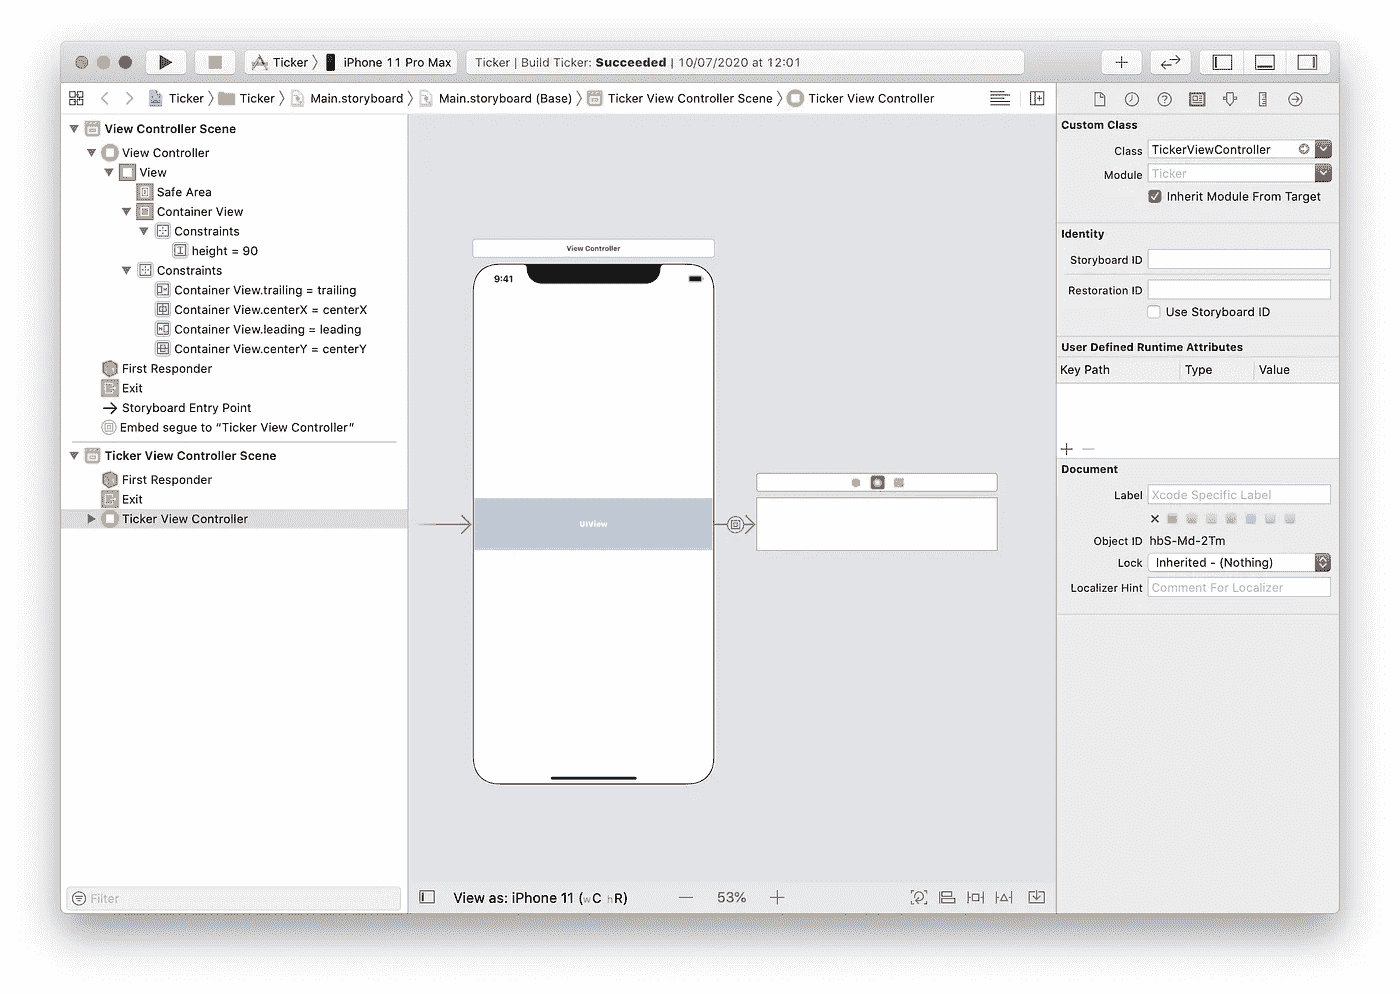 Ticker 〉 iPhone 11 Pro Max
Ticker | Build Ticker: Succeeded | 10/07/2020 at 12:01
Ticker 〉 Ticker 〉 Main.storyboard 〉 Main.storyboard (Base) 〉 Ticker View Controller Scene 〉 Ticker View Controller
View Controller Scene
View Controller
View
Safe Area
Container View
Constraints
height = 90
Constraints
Container View.trailing = trailing
Container View.centerX = centerX
Container View.leading = leading
Container View.centerY = centerY
First Responder
Exit
Storyboard Entry Point
Embed segue to “Ticker View Controller”
Ticker View Controller Scene
First Responder
Exit
Ticker View Controller
Filter
View Controller
9:41
UIView
View as: iPhone 11 (wC hR)
53%
Custom Class
Class TickerViewController
Module Ticker
Inherit Module From Target
Identity
Storyboard ID
Restoration ID
Use Storyboard ID
User Defined Runtime Attributes
Key Path Type Value
Document
Label Xcode Specific Label
Object ID hbS-Md-2Tm
Lock Inherited - (Nothing)
Localizer Hint Comment For Localizer